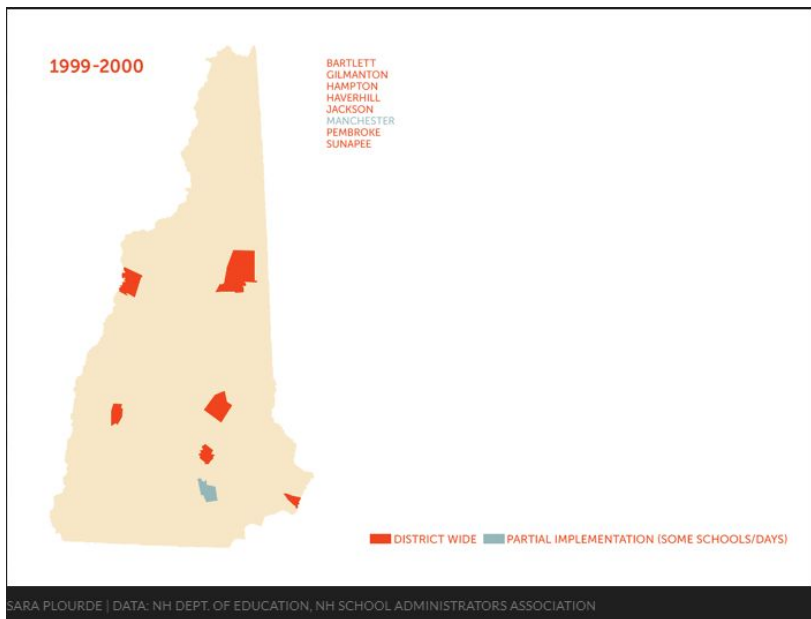 1999-2000
BARTLETT
GILMANTON
HAMPTON
HAVERHILL
JACKSON
MANCHESTER
PEMBROKE
SUNAPEE
DISTRICT WIDE
PARTIAL IMPLEMENTATION (SOME SCHOOLS/DAYS)
SARA PLOURDE | DATA: NH DEPT. OF EDUCATION, NH SCHOOL ADMINISTRATORS ASSOCIATION